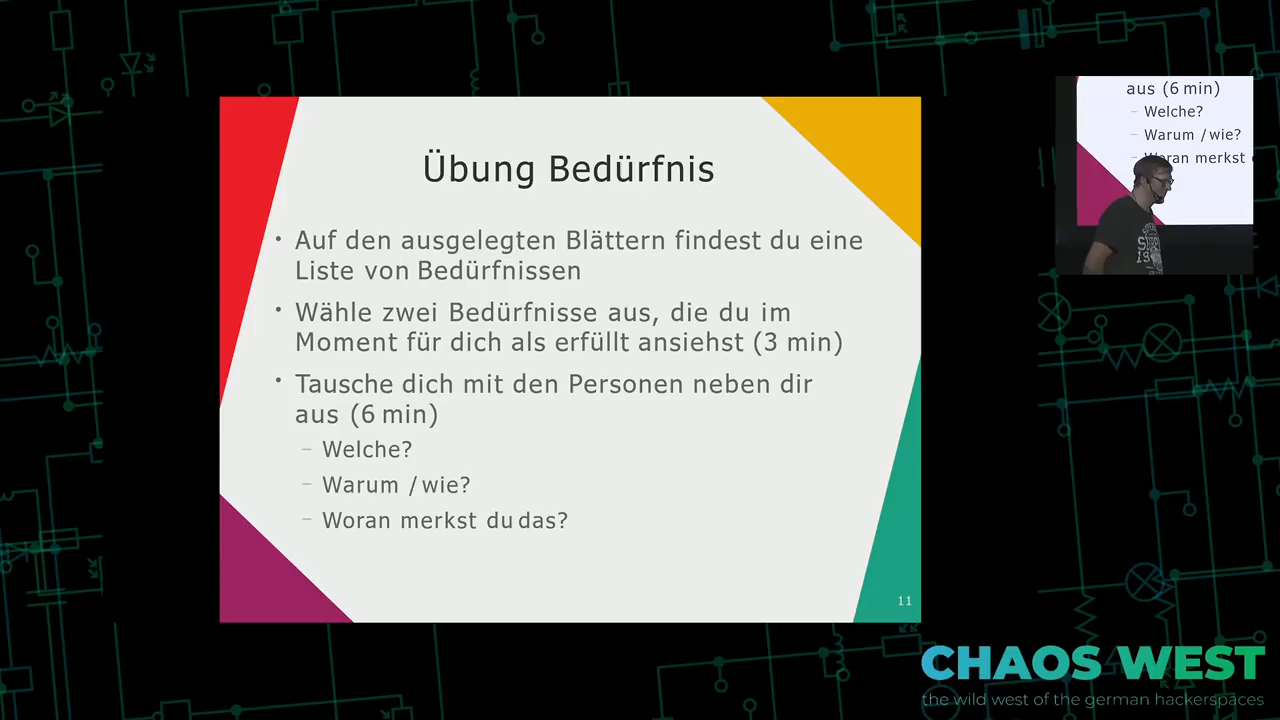 Übung Bedürfnis
• Auf den ausgelegten Blättern findest du eine
Liste von Bedürfnissen
• Wähle zwei Bedürfnisse aus, die du im
Moment für dich als erfüllt ansiehst (3 min)
• Tausche dich mit den Personen neben dir
aus (6 min)
– Welche?
– Warum / wie?
– Woran merkst du das?
11
aus (6 min)
– Welche?
– Warum / wie?
– Woran merkst
CHAOS WEST
the wild west of the german hackerspaces